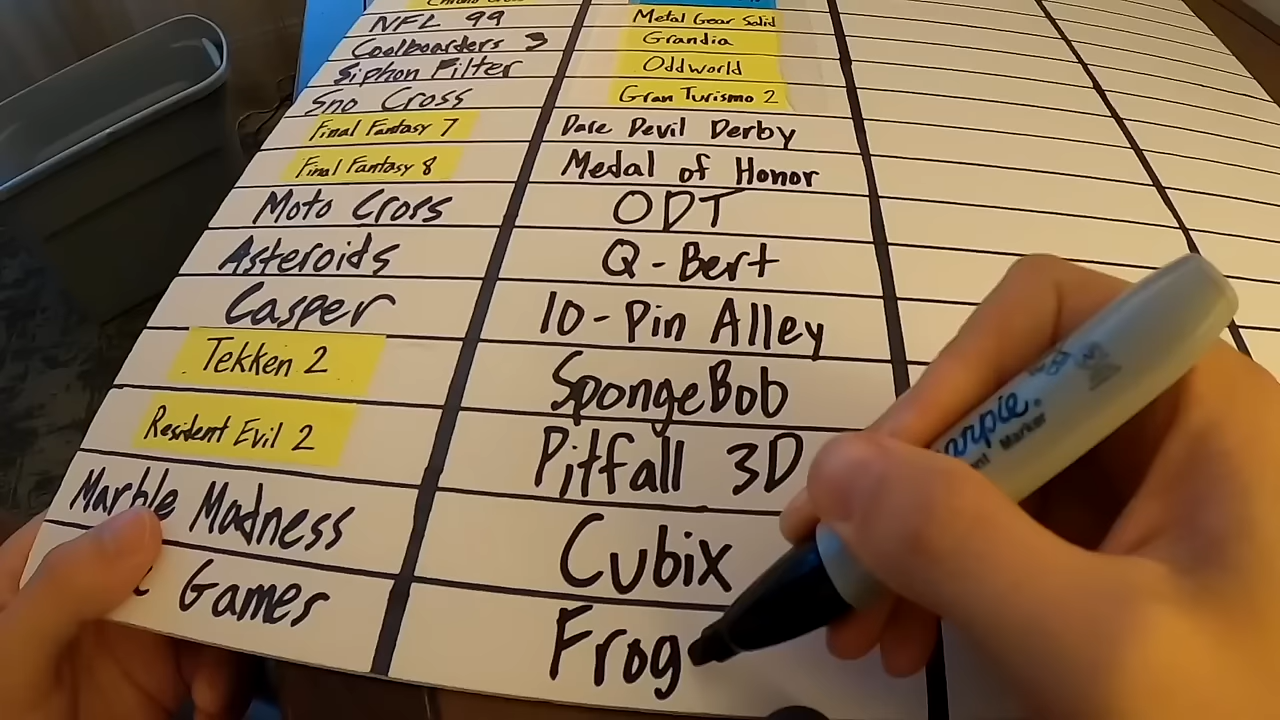 NFL 99
Coolboarders 3
Siphon Filter
Sno Cross
Final Fantasy 7
Final Fantasy 8
Moto Cross
Asteroids
Casper
Tekken 2
Resident Evil 2
Marble Madness
Games
Metal Gear Solid
Grandia
Oddworld
Gran Turismo 2
Dare Devil Derby
Medal of Honor
ODT
Q-Bert
10-Pin Alley
SpongeBob
Pitfall 3D
Cubix
Frog
Marker